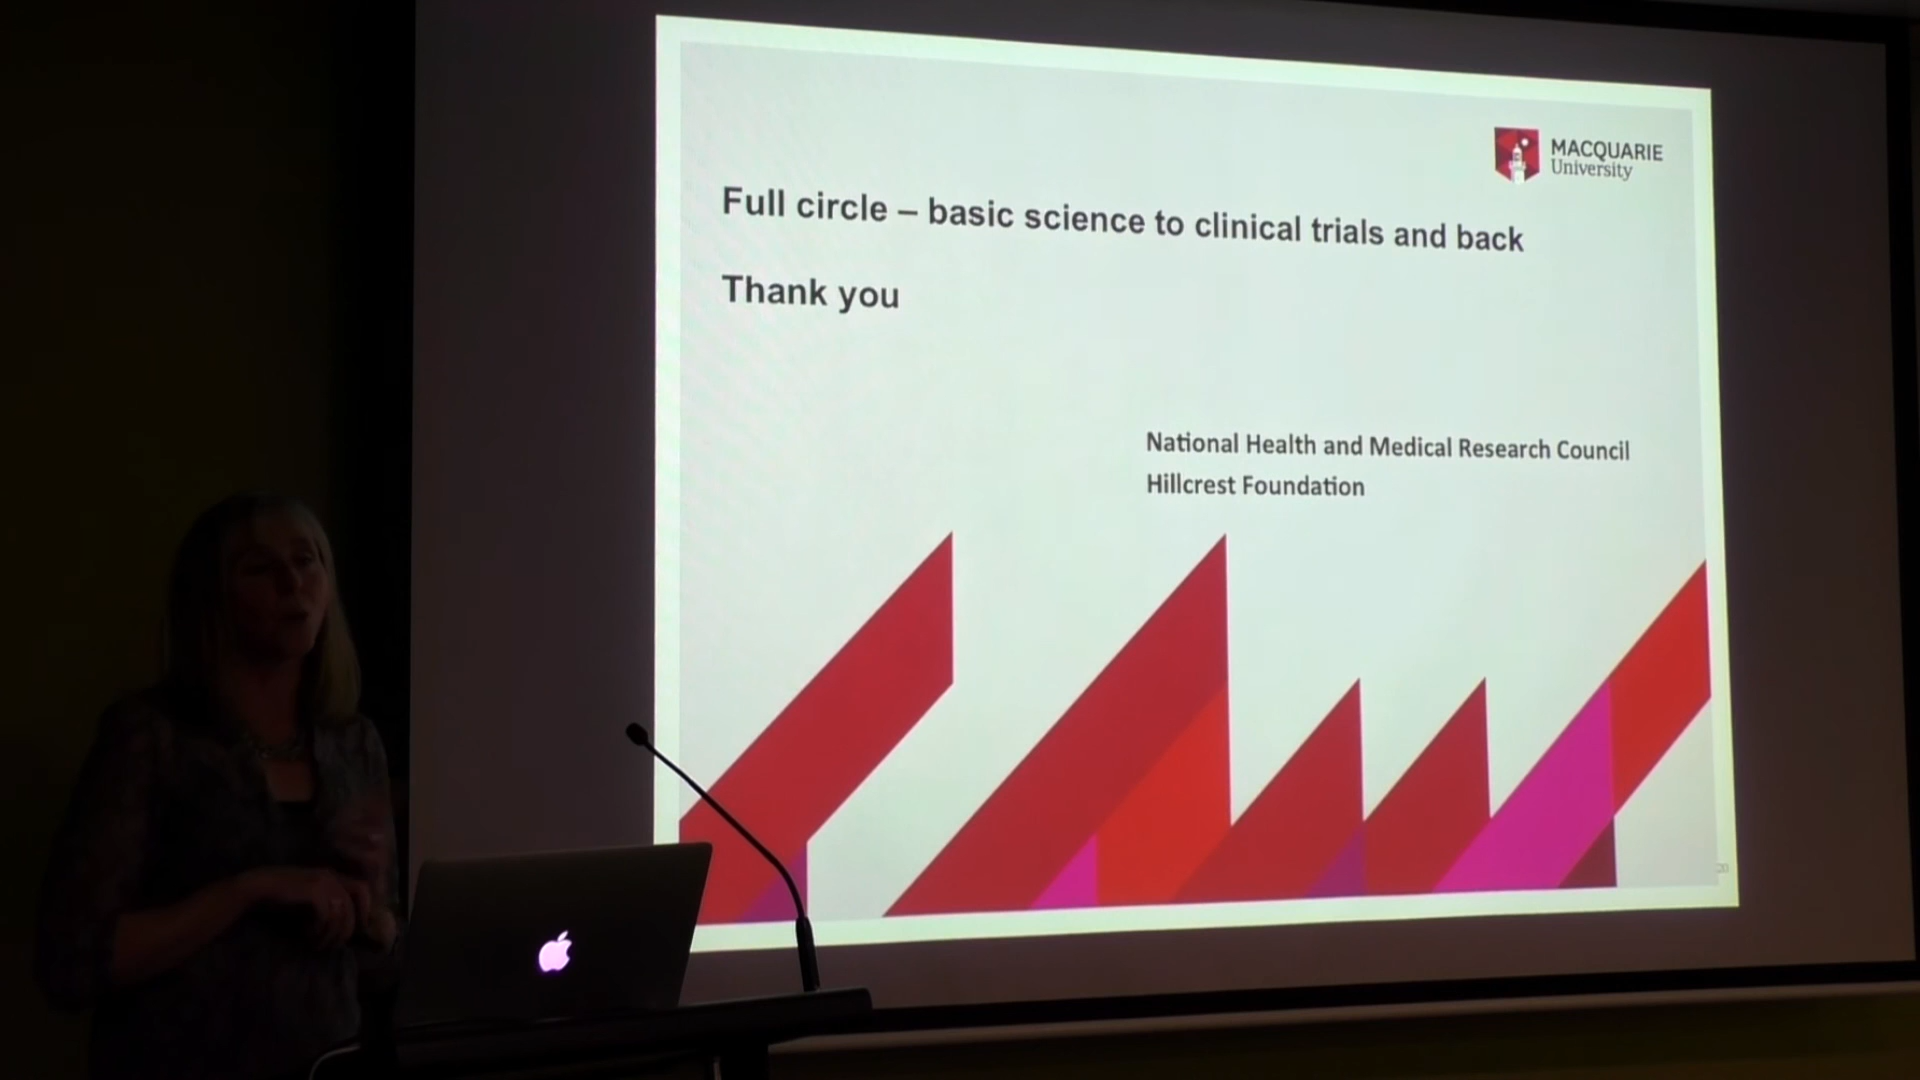 MACQUARIE
University
Full circle – basic science to clinical trials and back
Thank you
National Health and Medical Research Council
Hillcrest Foundation